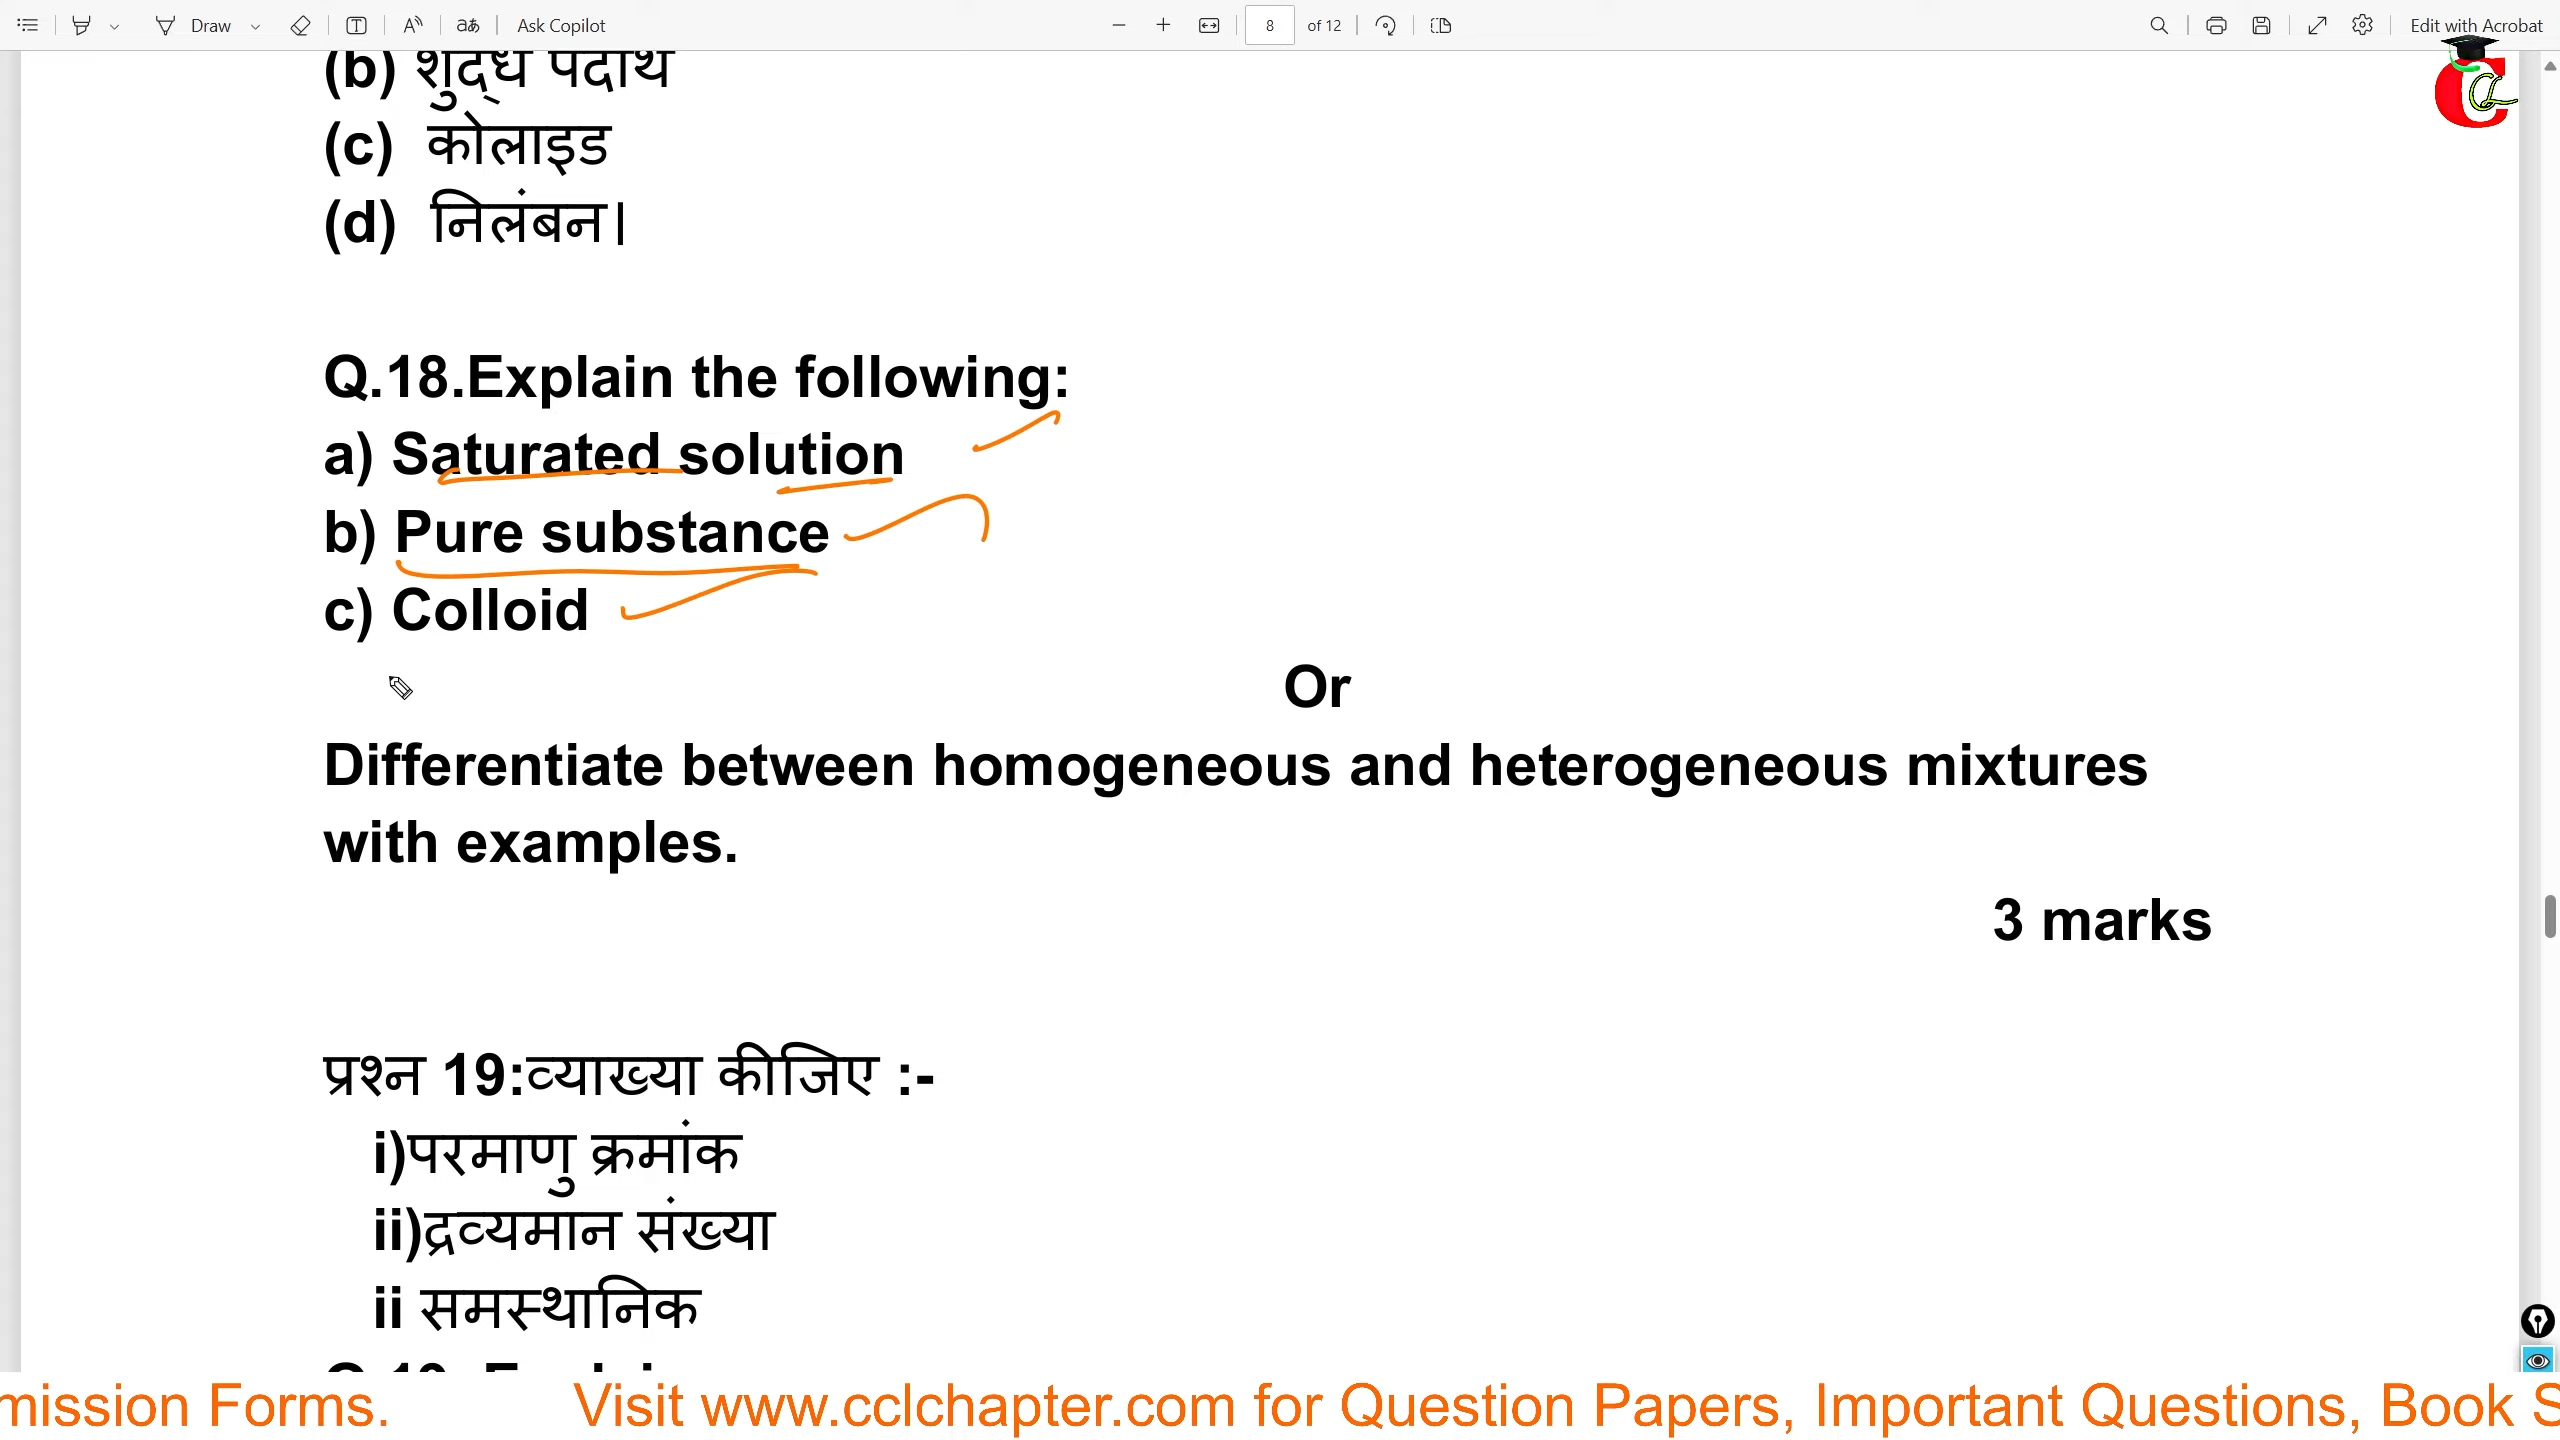 Draw
Ask Copilot
8 of 12
Edit with Acrobat
(b) शुद्ध पदार्थ
(c) कोलाइड
(d) निलंबन।
Q.18.Explain the following:
a) Saturated solution
b) Pure substance
c) Colloid
Or
Differentiate between homogeneous and heterogeneous mixtures
with examples.
3 marks
प्रश्न 19:व्याख्या कीजिए :-
i)परमाणु क्रमांक
ii)द्रव्यमान संख्या
ii समस्थानिक
mission Forms. Visit www.cclchapter.com for Question Papers, Important Questions, Book S